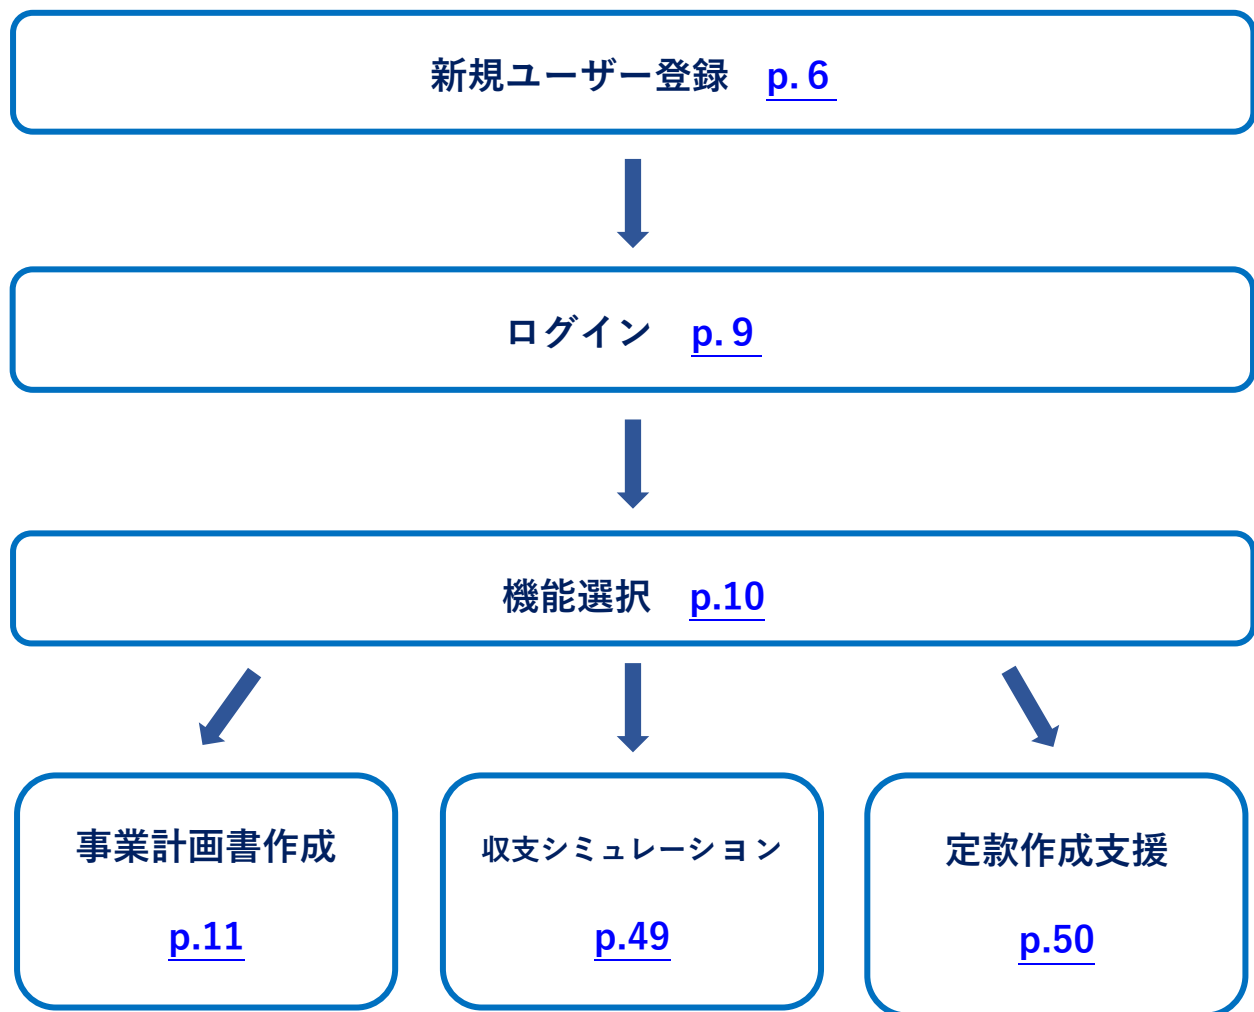 新規ユーザー登録　p.６
ログイン　p.９
機能選択　p.10
事業計画書作成
p.11
収支シミュレーション
p.49
定款作成支援
p.50